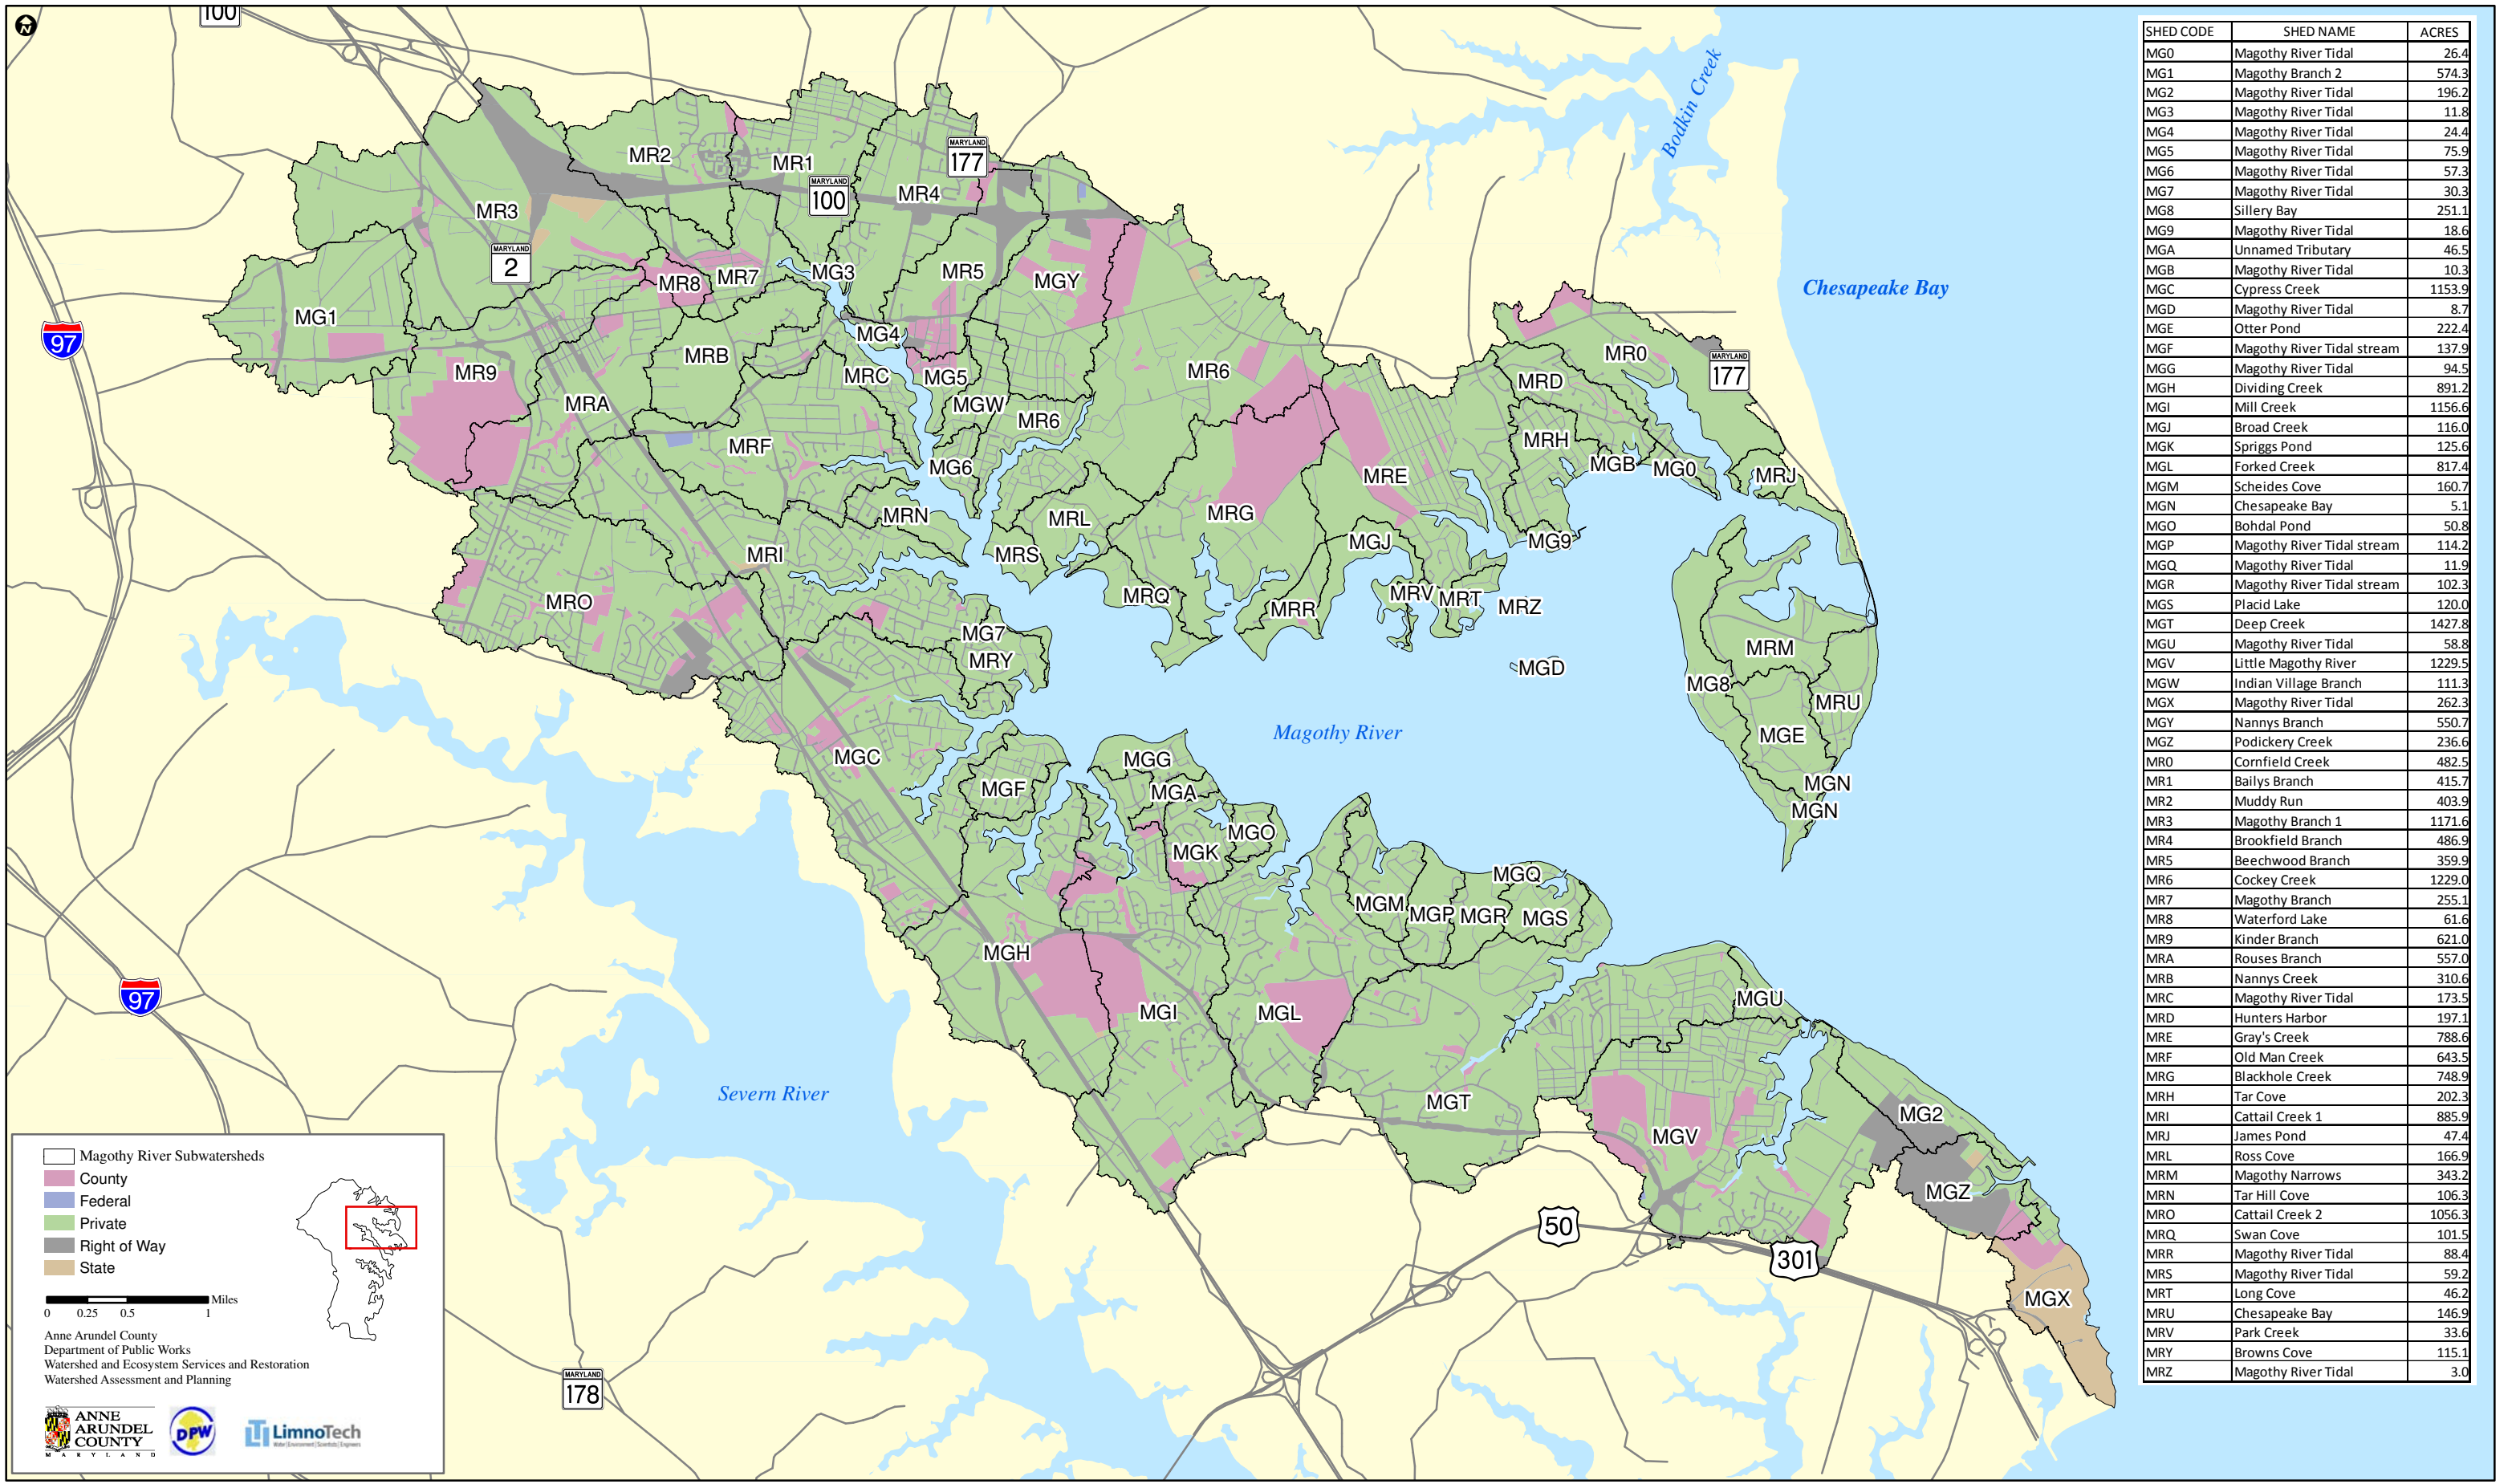 100
N
MR2
MR1
MARYLAND
177
MARYLAND
100
MR4
MR3
MARYLAND
2
MR8
MR7
MG3
MR5
MGY
MG1
97
MG4
MRB
MRC
MG5
MR9
MRA
MGW
MR6
MR6
MRF
MG6
MRN
MRL
MRS
MRI
MRO
MRG
MRE
MRD
MR0
MRH
MGB
MG0
MRJ
MARYLAND
177
Bodkin Creek
Chesapeake Bay
MG9
MGJ
MRQ
MRR
MRV
MRT
MRZ
MG7
MRY
MGD
MRM
MG8
MRU
MGE
MGN
MGN
Magothy River
MGC
MGG
MGF
MGA
MGO
MGK
MGQ
MGM
MGP
MGR
MGS
MGH
MGI
MGL
MGU
MGT
MGV
MG2
MGZ
MGX
97
Severn River
50
301
MARYLAND
178
Magothy River Subwatersheds
County
Federal
Private
Right of Way
State
Miles
0 0.25 0.5 1
Anne Arundel County
Department of Public Works
Watershed and Ecosystem Services and Restoration
Watershed Assessment and Planning
ANNE
ARUNDEL
COUNTY
MARYLAND
DPW
LimnoTech
Water | Environment | Scientists | Engineers
SHED CODE SHED NAME ACRES
MG0 Magothy River Tidal 26.4
MG1 Magothy Branch 2 574.3
MG2 Magothy River Tidal 196.2
MG3 Magothy River Tidal 11.8
MG4 Magothy River Tidal 24.4
MG5 Magothy River Tidal 75.9
MG6 Magothy River Tidal 57.3
MG7 Magothy River Tidal 30.3
MG8 Sillery Bay 251.1
MG9 Magothy River Tidal 18.6
MGA Unnamed Tributary 46.5
MGB Magothy River Tidal 10.3
MGC Cypress Creek 1153.9
MGD Magothy River Tidal 8.7
MGE Otter Pond 222.4
MGF Magothy River Tidal stream 137.9
MGG Magothy River Tidal 94.5
MGH Dividing Creek 891.2
MGI Mill Creek 1156.6
MGJ Broad Creek 116.0
MGK Spriggs Pond 125.6
MGL Forked Creek 817.4
MGM Scheides Cove 160.7
MGN Chesapeake Bay 5.1
MGO Bohdal Pond 50.8
MGP Magothy River Tidal stream 114.2
MGQ Magothy River Tidal 11.9
MGR Magothy River Tidal stream 102.3
MGS Placid Lake 120.0
MGT Deep Creek 1427.8
MGU Magothy River Tidal 58.8
MGV Little Magothy River 1229.5
MGW Indian Village Branch 111.3
MGX Magothy River Tidal 262.3
MGY Nannys Branch 550.7
MGZ Podickery Creek 236.6
MR0 Cornfield Creek 482.5
MR1 Bailys Branch 415.7
MR2 Muddy Run 403.9
MR3 Magothy Branch 1 1171.6
MR4 Brookfield Branch 486.9
MR5 Beechwood Branch 359.9
MR6 Cockey Creek 1229.0
MR7 Magothy Branch 255.1
MR8 Waterford Lake 61.6
MR9 Kinder Branch 621.0
MRA Rouses Branch 557.0
MRB Nannys Creek 310.6
MRC Magothy River Tidal 173.5
MRD Hunters Harbor 197.1
MRE Gray's Creek 788.6
MRF Old Man Creek 643.5
MRG Blackhole Creek 748.9
MRH Tar Cove 202.3
MRI Cattail Creek 1 885.9
MRJ James Pond 47.4
MRL Ross Cove 166.9
MRM Magothy Narrows 343.2
MRN Tar Hill Cove 106.3
MRO Cattail Creek 2 1056.3
MRQ Swan Cove 101.5
MRR Magothy River Tidal 88.4
MRS Magothy River Tidal 59.2
MRT Long Cove 46.2
MRU Chesapeake Bay 146.9
MRV Park Creek 33.6
MRY Browns Cove 115.1
MRZ Magothy River Tidal 3.0